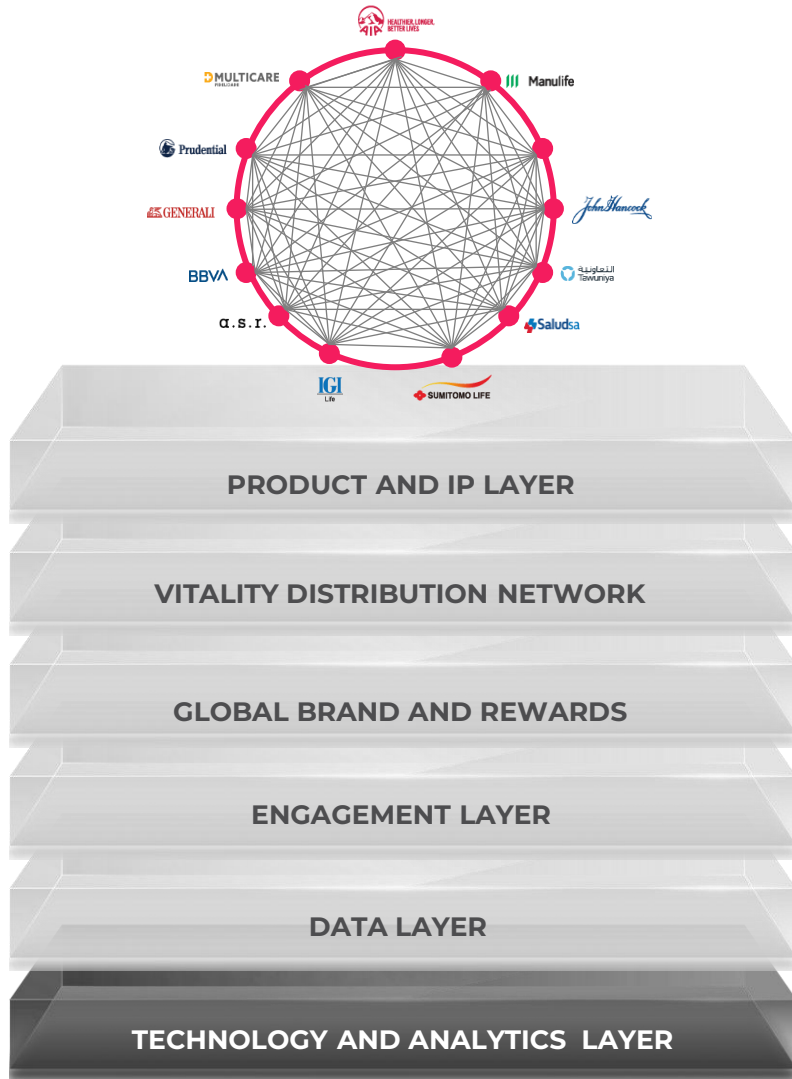 AIA HEALTHIER, LONGER,
BETTER LIVES
MULTICARE
Manulife
Prudential
GENERALI
John Hancock
BBVA
التعاونية
Tawuniya
a.s.r.
Saludsa
IGI
Life
SUMITOMO LIFE
PRODUCT AND IP LAYER
VITALITY DISTRIBUTION NETWORK
GLOBAL BRAND AND REWARDS
ENGAGEMENT LAYER
DATA LAYER
TECHNOLOGY AND ANALYTICS LAYER